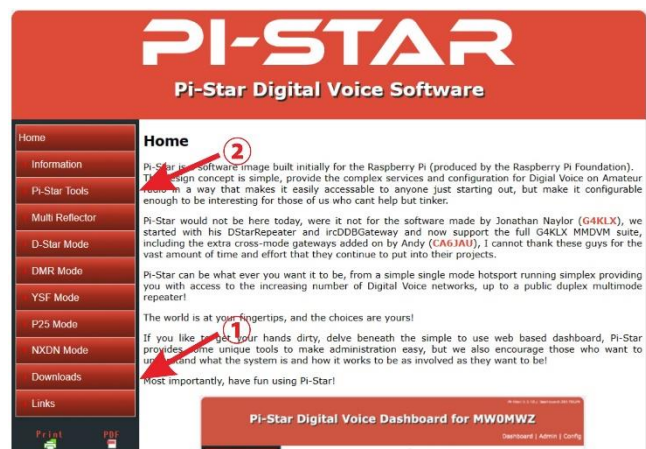 PI-STAR
Pi-Star Digital Voice Software
Home
Information
Pi-Star Tools
Multi Reflector
D-Star Mode
DMR Mode
YSF Mode
P25 Mode
NXDN Mode
Downloads
Links
Print PDF
Home
②
Pi-Star is a software image built initially for the Raspberry Pi (produced by the Raspberry Pi Foundation).
The design concept is simple, provide the complex services and configuration for Digial Voice on Amateur
radio in a way that makes it easily accessable to anyone just starting out, but make it configurable
enough to be interesting for those of us who cant help but tinker.
Pi-Star would not be here today, were it not for the software made by Jonathan Naylor (G4KLX), we
started with his DStarRepeater and ircDDBGateway and now support the full G4KLX MMDVM suite,
including the extra cross-mode gateways added on by Andy (CA6JAU), I cannot thank these guys for the
vast amount of time and effort that they continue to put into their projects.
Pi-Star can be what ever you want it to be, from a simple single mode hotsport running simplex providing
you with access to the increasing number of Digital Voice networks, up to a public duplex multimode
repeater!
The world is at your fingertips, and the choices are yours!
①
If you like to get your hands dirty, delve beneath the simple to use web based dashboard, Pi-Star
provides some unique tools to make administration easy, but we also encourage those who want to
understand what the system is and how it works to be as involved as they want to be!
Most importantly, have fun using Pi-Star!
Pi-Star Digital Voice Dashboard for MW0MWZ
Dashboard | Admin | Config